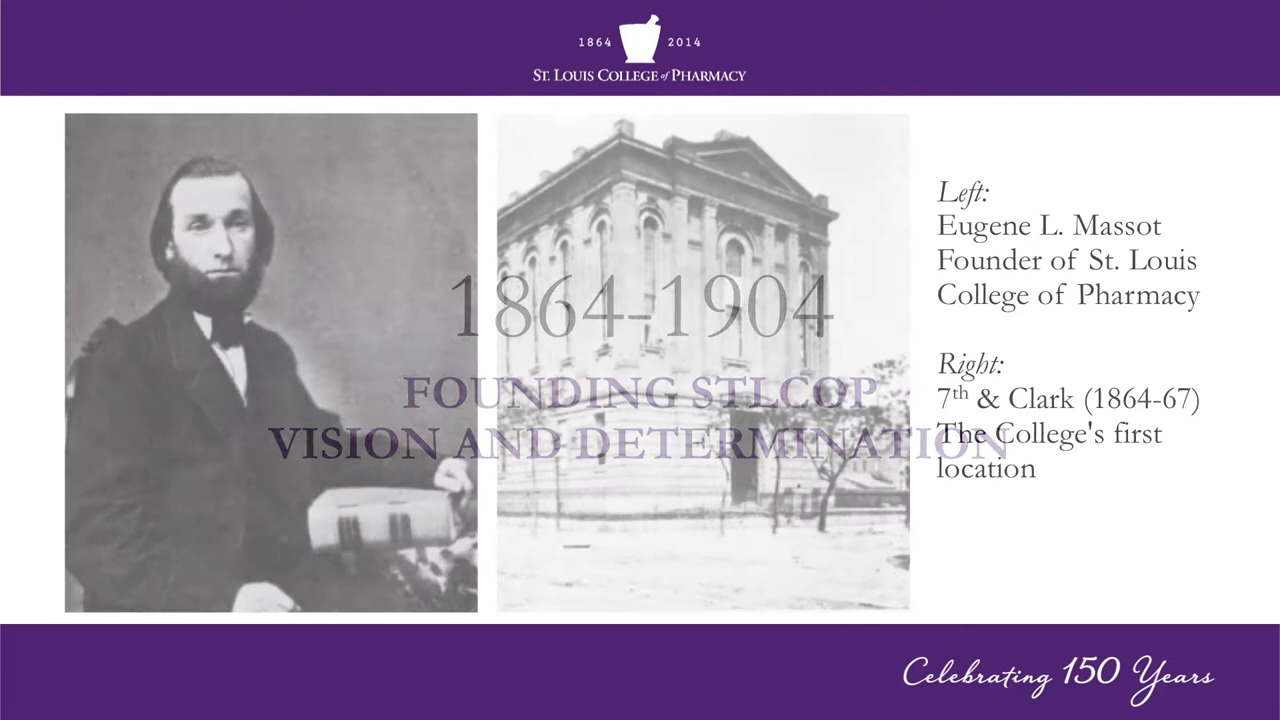 1864 2014
ST. LOUIS COLLEGE of PHARMACY
1864-1904
FOUNDING STLCOP
VISION AND DETERMINATION
Left:
Eugene L. Massot
Founder of St. Louis
College of Pharmacy
Right:
7th & Clark (1864-67)
The College's first
location
Celebrating 150 Years